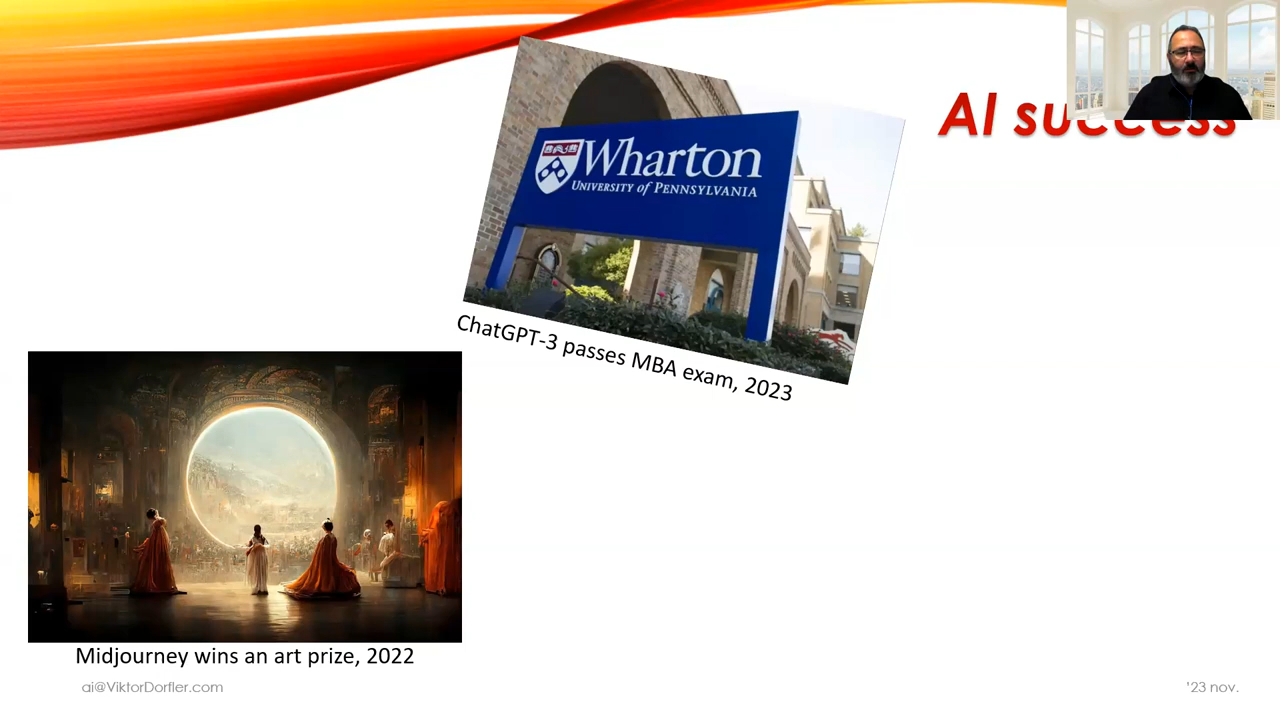 AI success
Wharton
UNIVERSITY of PENNSYLVANIA
ChatGPT-3 passes MBA exam, 2023
Midjourney wins an art prize, 2022
ai@ViktorDorfler.com
'23 nov.